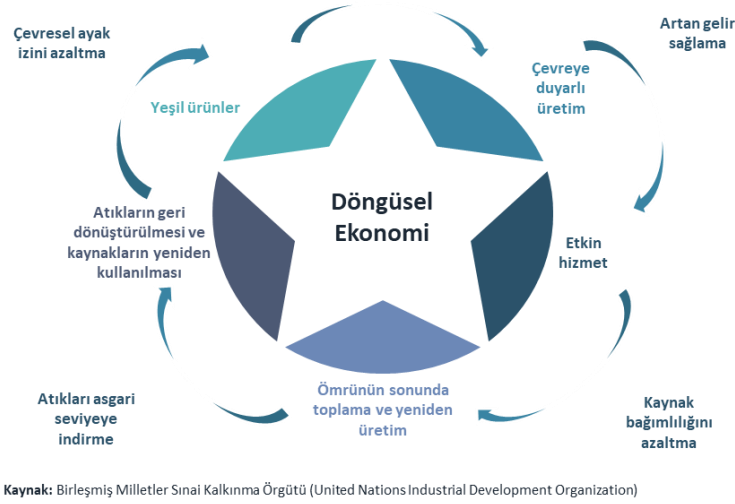 Çevresel ayak
izini azaltma
Artan gelir
sağlama
Yeşil ürünler
Çevreye
duyarlı
üretim
Döngüsel
Ekonomi
Atıkların geri
dönüştürülmesi ve
kaynakların yeniden
kullanılması
Etkin
hizmet
Ömrünün sonunda
toplama ve yeniden
üretim
Atıkları asgari
seviyeye
indirme
Kaynak
bağımlılığını
azaltma
Kaynak: Birleşmiş Milletler Sınai Kalkınma Örgütü (United Nations Industrial Development Organization)